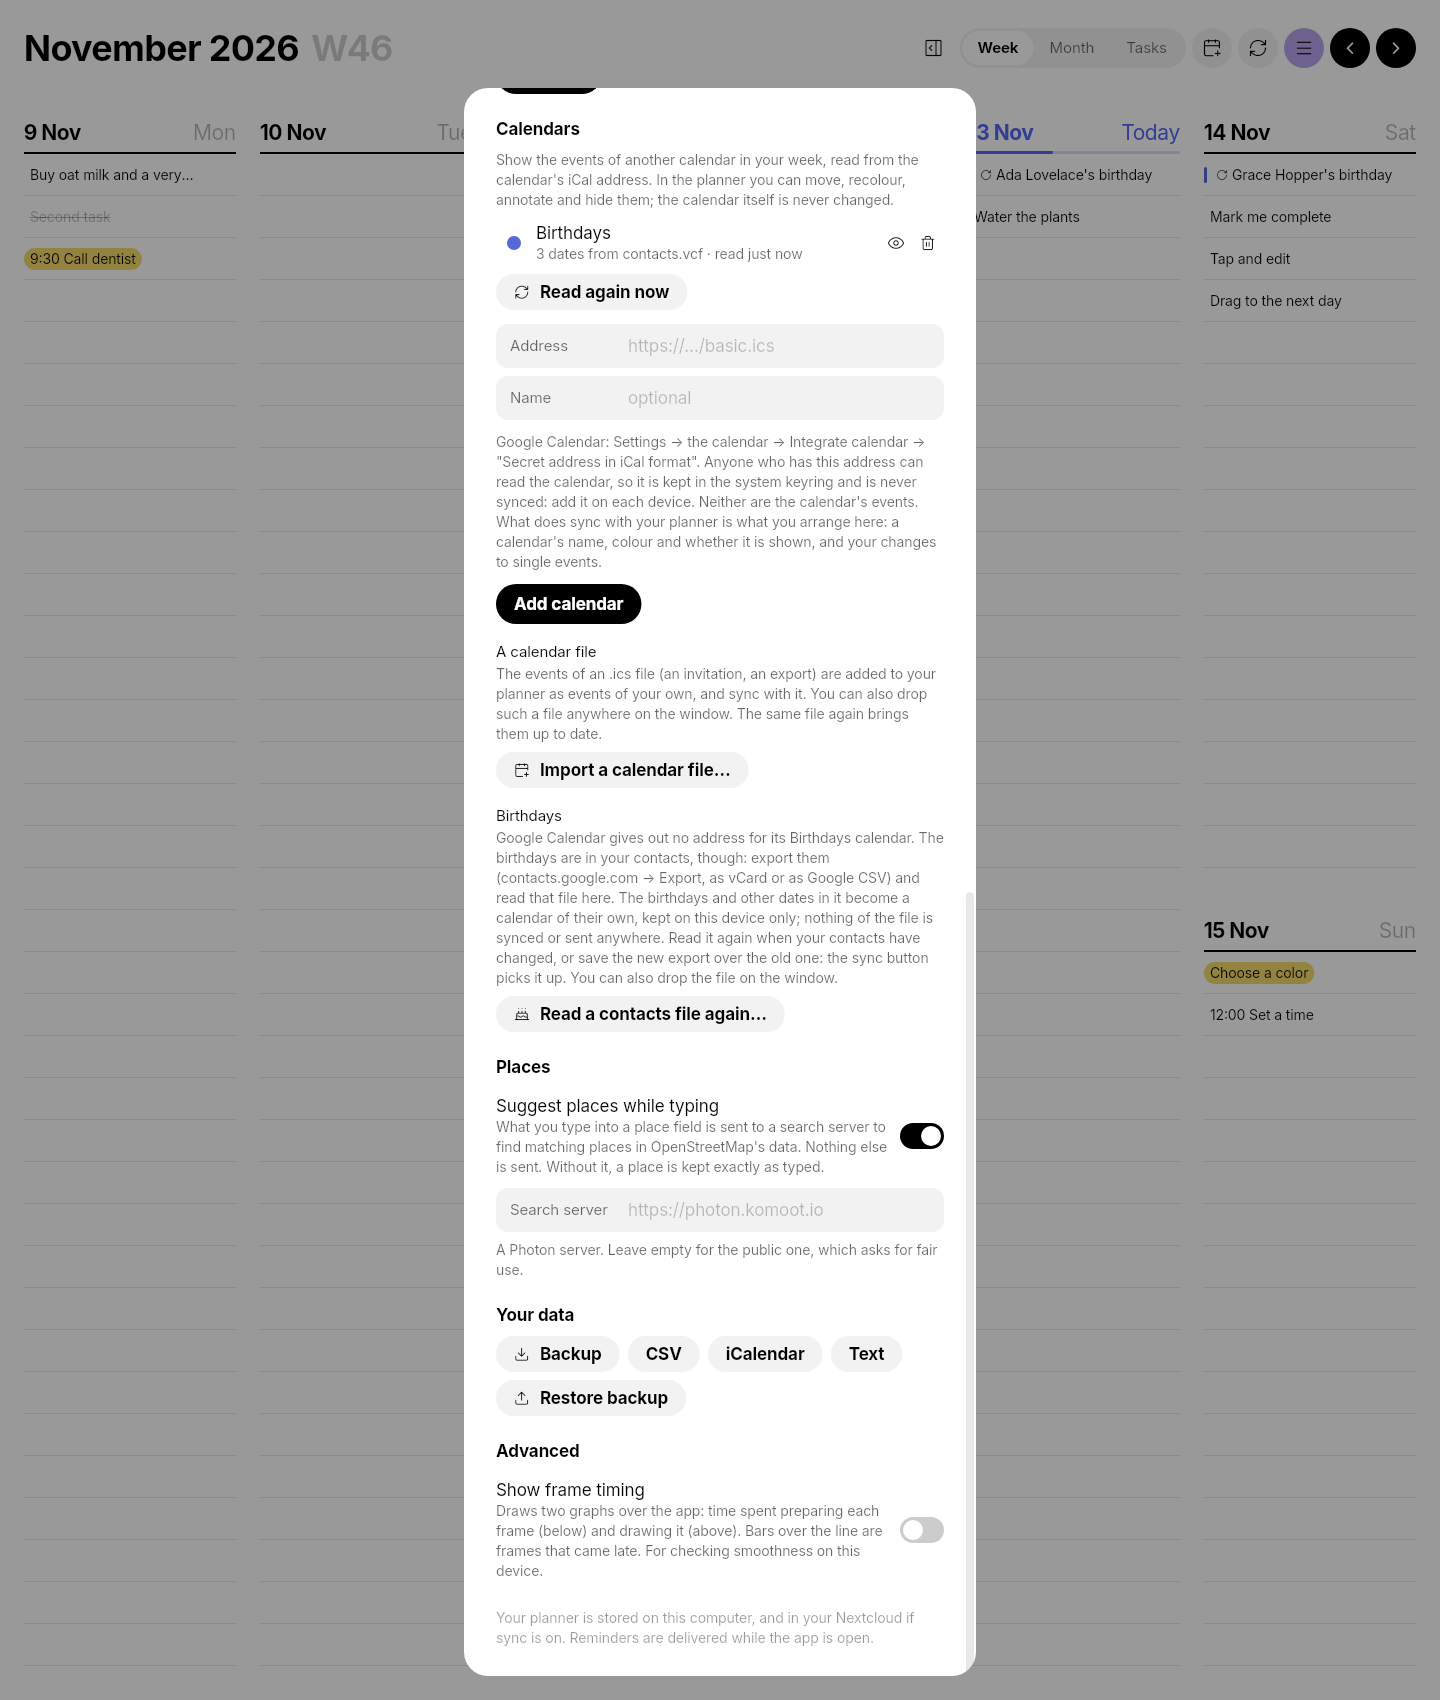 November 2026 W46
Week
Month
Tasks
9 Nov
Mon
Buy oat milk and a very...
Second task
9:30 Call dentist
10 Nov
Calendars
Show the events of another calendar in your week, read from the
calendar's iCal address. In the planner you can move, recolour,
annotate and hide them; the calendar itself is never changed.
Birthdays
3 dates from contacts.vcf · read just now
Read again now
Address
https://.../basic.ics
Name
optional
Google Calendar: Settings → the calendar → Integrate calendar →
"Secret address in iCal format". Anyone who has this address can
read the calendar, so it is kept in the system keyring and is never
synced: add it on each device. Neither are the calendar's events.
What does sync with your planner is what you arrange here: a
calendar's name, colour and whether it is shown, and your changes
to single events.
Add calendar
A calendar file
The events of an .ics file (an invitation, an export) are added to your
planner as events of your own, and sync with it. You can also drop
such a file anywhere on the window. The same file again brings
them up to date.
Import a calendar file...
Birthdays
Google Calendar gives out no address for its Birthdays calendar. The
birthdays are in your contacts, though: export them
(contacts.google.com → Export, as vCard or as Google CSV) and
read that file here. The birthdays and other dates in it become a
calendar of their own, kept on this device only; nothing of the file is
synced or sent anywhere. Read it again when your contacts have
changed, or save the new export over the old one: the sync button
picks it up. You can also drop the file on the window.
Read a contacts file again...
Places
Suggest places while typing
What you type into a place field is sent to a search server to
find matching places in OpenStreetMap's data. Nothing else
is sent. Without it, a place is kept exactly as typed.
Search server
https://photon.komoot.io
A Photon server. Leave empty for the public one, which asks for fair
use.
Your data
Backup
CSV
iCalendar
Text
Restore backup
Advanced
Show frame timing
Draws two graphs over the app: time spent preparing each
frame (below) and drawing it (above). Bars over the line are
frames that came late. For checking smoothness on this
device.
Your planner is stored on this computer, and in your Nextcloud if
sync is on. Reminders are delivered while the app is open.
3 Nov
Today
Ada Lovelace's birthday
Water the plants
14 Nov
Sat
Grace Hopper's birthday
Mark me complete
Tap and edit
Drag to the next day
15 Nov
Sun
Choose a color
12:00 Set a time